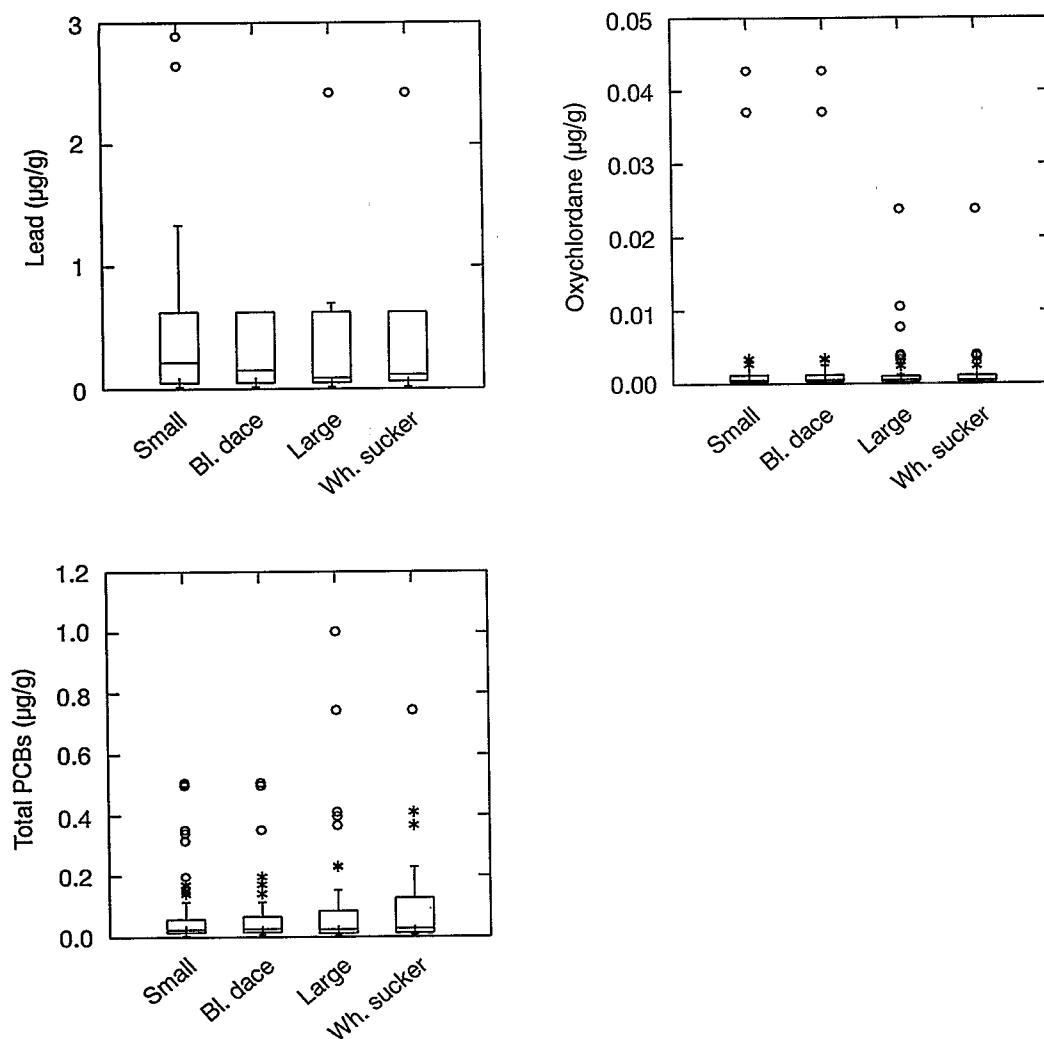 3
2
1
0
Lead (µg/g)
Small
Bl. dace
Large
Wh. sucker
0.05
0.04
0.03
0.02
0.01
0.00
Oxychlordane (µg/g)
Small
Bl. dace
Large
Wh. sucker
1.2
1.0
0.8
0.6
0.4
0.2
0.0
Total PCBs (µg/g)
Small
Bl. dace
Large
Wh. sucker